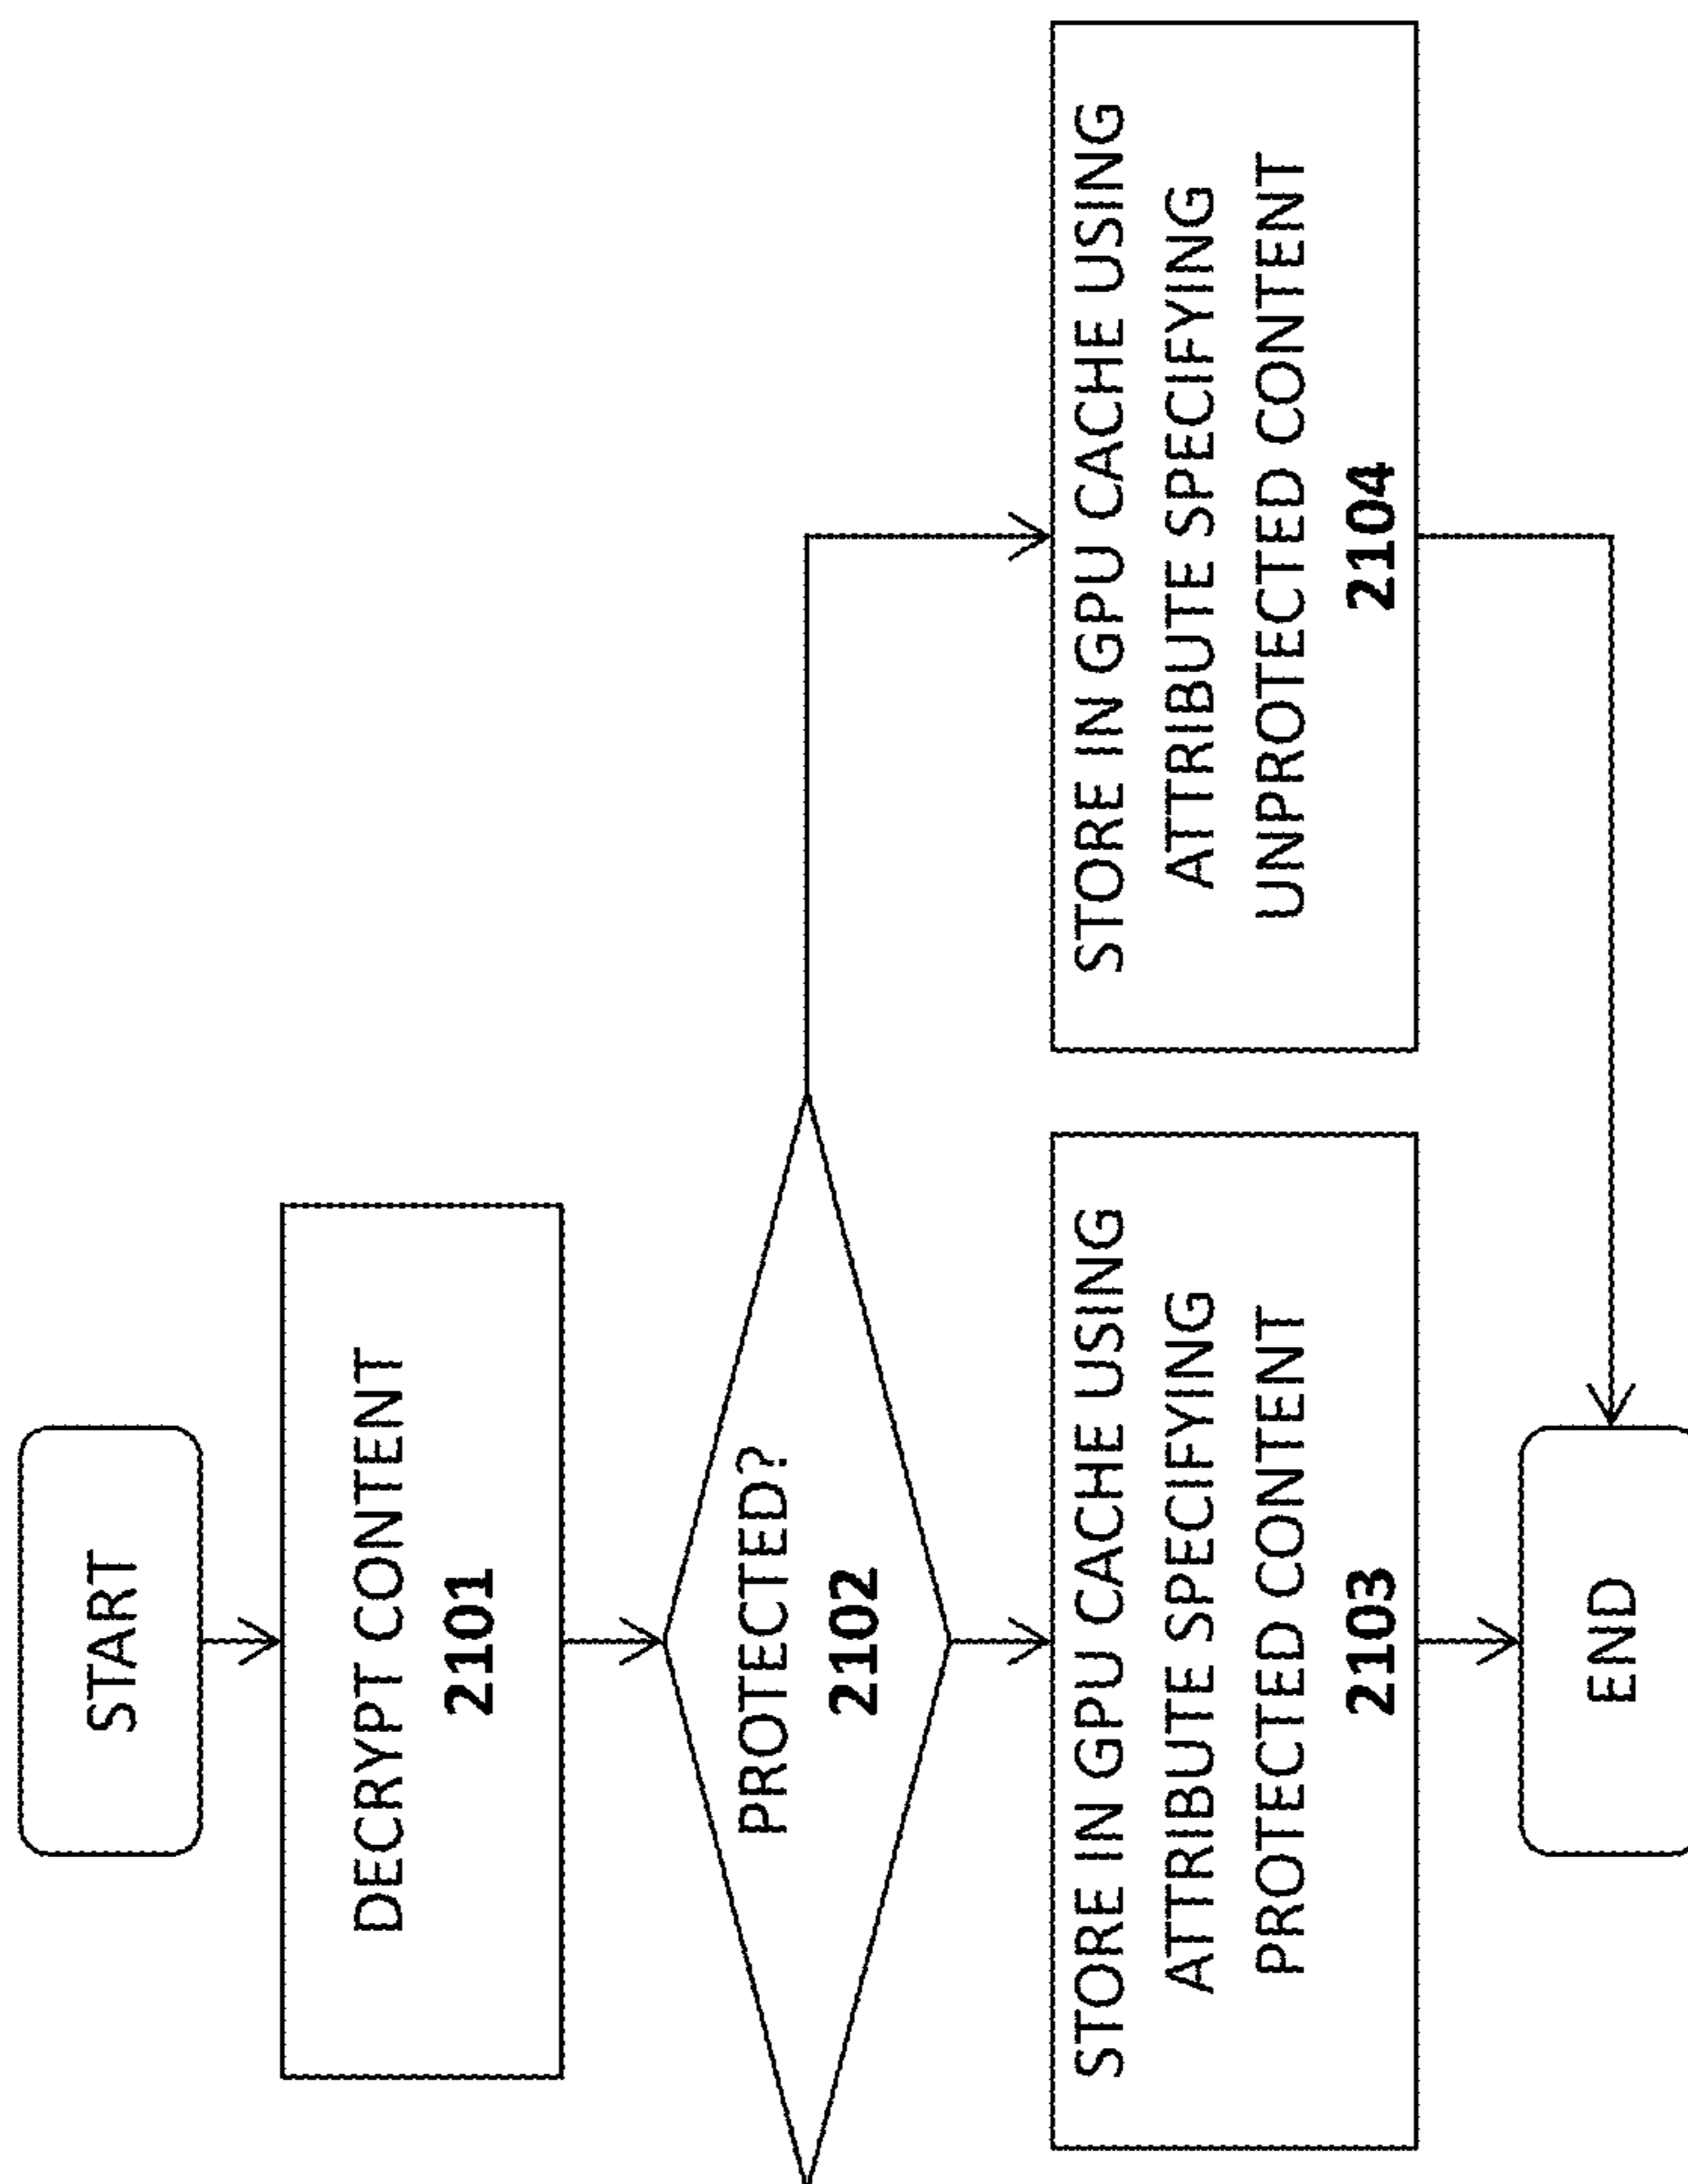 START
DECRYPT CONTENT
2101
PROTECTED?
2102
STORE IN GPU CACHE USING
ATTRIBUTE SPECIFYING
PROTECTED CONTENT
2103
STORE IN GPU CACHE USING
ATTRIBUTE SPECIFYING
UNPROTECTED CONTENT
2104
END